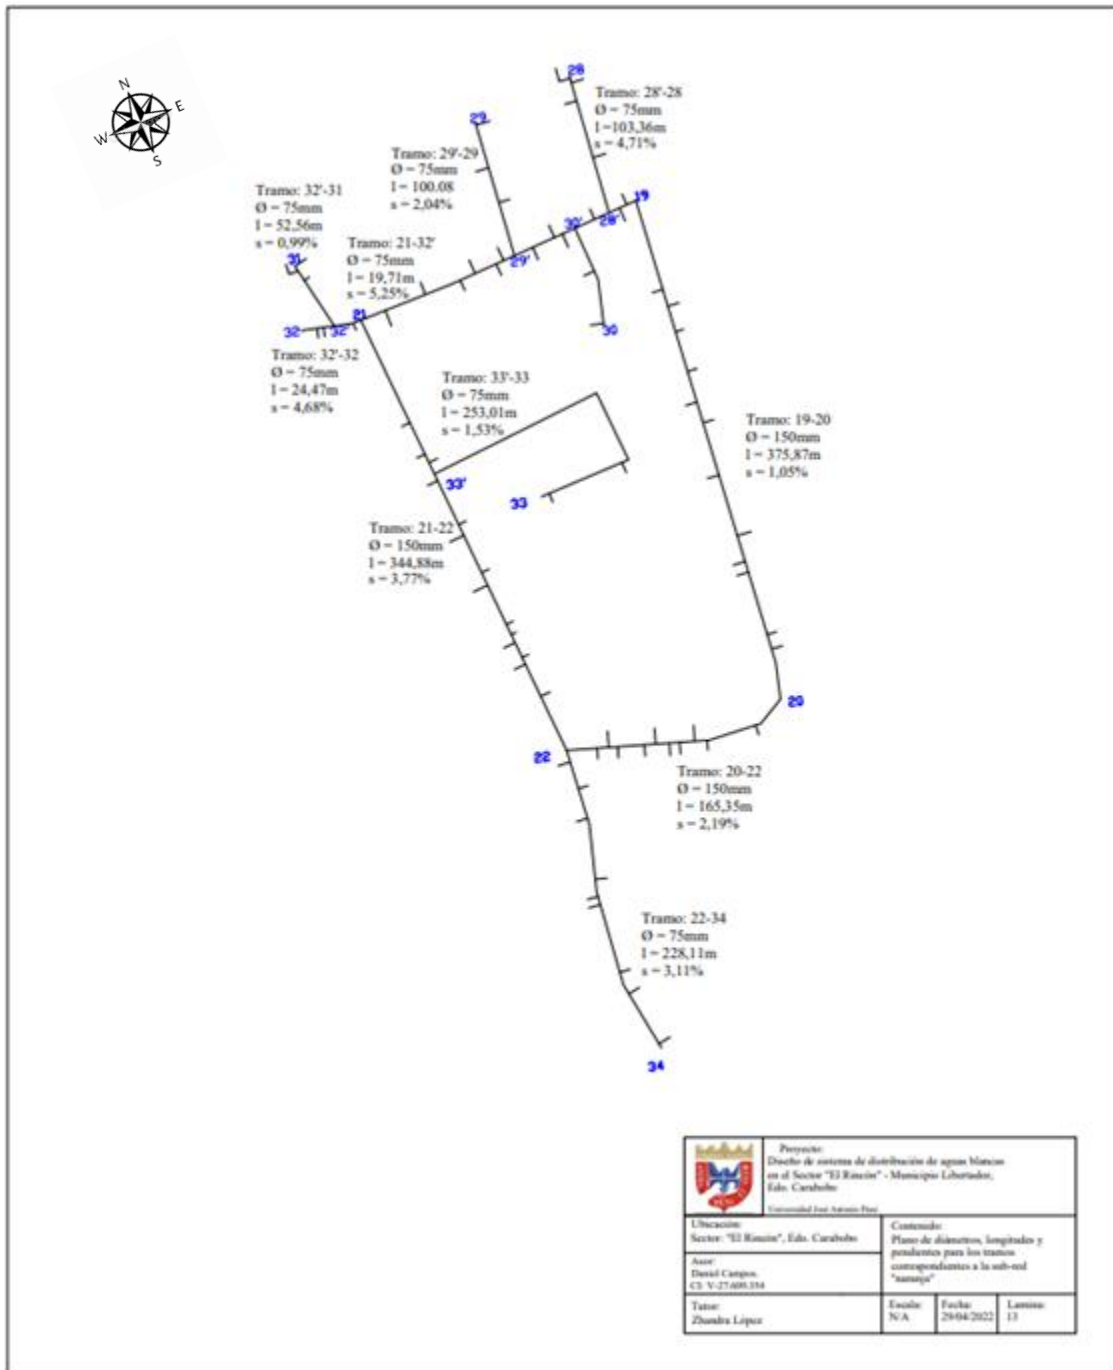 N
E
W
S
28
Tramo: 28'-28
Ø = 75mm
l =103,36m
s = 4,71%
29
Tramo: 29'-29
Ø = 75mm
l = 100.08
s = 2,04%
Tramo: 32'-31
Ø = 75mm
l = 52,56m
s = 0,99%
19
30'
28'
Tramo: 21-32'
Ø = 75mm
l = 19,71m
s = 5,25%
31
29'
21
32
32'
30
Tramo: 32'-32
Ø = 75mm
l = 24,47m
s = 4,68%
Tramo: 33'-33
Ø = 75mm
l = 253,01m
s = 1,53%
Tramo: 19-20
Ø = 150mm
l = 375,87m
s = 1,05%
33'
33
Tramo: 21-22
Ø = 150mm
l = 344,88m
s = 3,77%
20
22
Tramo: 20-22
Ø = 150mm
l = 165,35m
s = 2,19%
Tramo: 22-34
Ø = 75mm
l = 228,11m
s = 3,11%
34
Proyecto:
Diseño de sistema de distribución de aguas blancas
en el Sector "El Rincón" - Municipio Libertador,
Edo. Carabobo
Universidad José Antonio Páez
Ubicación:
Sector: "El Rincón", Edo. Carabobo
Contenido:
Plano de diámetros, longitudes y
pendientes para los tramos
correspondientes a la sub-red
"naranja"
Autor:
Daniel Campos.
Tutor:
Zhandra López
Escala:
N/A
Fecha:
29/04/2022
Lamina:
13